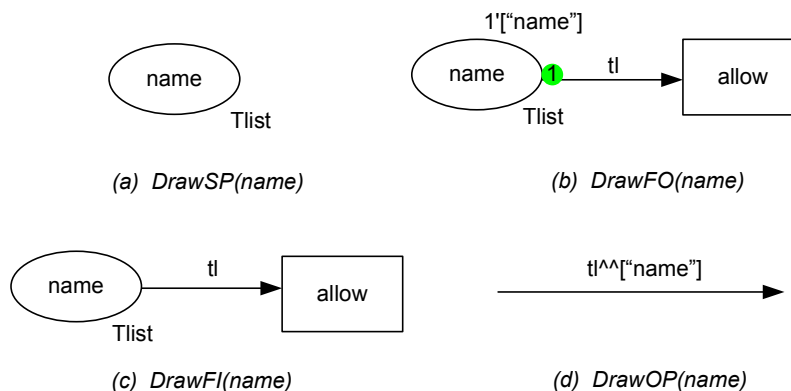 name
Tlist
(a) DrawSP(name)
1'[“name”]
name
1
tl
allow
Tlist
(b) DrawFO(name)
name
tl
allow
Tlist
(c) DrawFI(name)
tl^^[“name”]
(d) DrawOP(name)